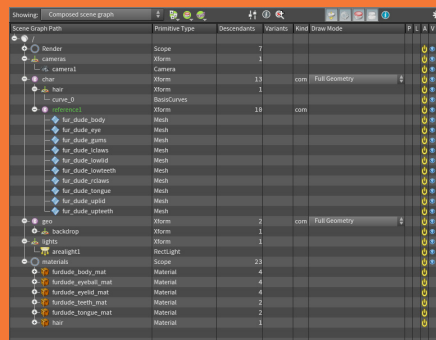 Showing: Composed scene graph
Scene Graph Path Primitive Type Descendants Variants Kind Draw Mode P L A V
/
Render Scope 7
cameras Xform 1
camera1 Camera
char Xform 13 com Full Geometry
hair Xform 1
curve_0 BasisCurves
reference1 Xform 10 com
fur_dude_body Mesh
fur_dude_eye Mesh
fur_dude_gums Mesh
fur_dude_lclaws Mesh
fur_dude_lowlid Mesh
fur_dude_lowteeth Mesh
fur_dude_rclaws Mesh
fur_dude_tongue Mesh
fur_dude_uplid Mesh
fur_dude_upteeth Mesh
geo Xform 2 com Full Geometry
backdrop Xform 1
lights Xform 1
arealight1 RectLight
materials Scope 23
furdude_body_mat Material 4
furdude_eyeball_mat Material 4
furdude_eyelid_mat Material 4
furdude_teeth_mat Material 2
furdude_tongue_mat Material 2
hair Material 1